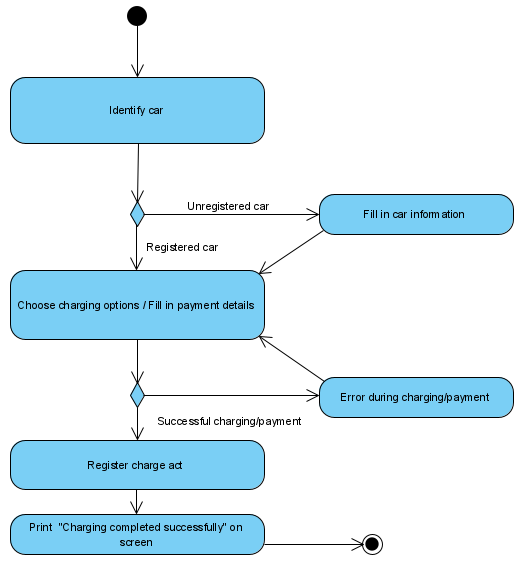 Identify car
Unregistered car
Fill in car information
Registered car
Choose charging options / Fill in payment details
Error during charging/payment
Successful charging/payment
Register charge act
Print  "Charging completed successfully" on
screen